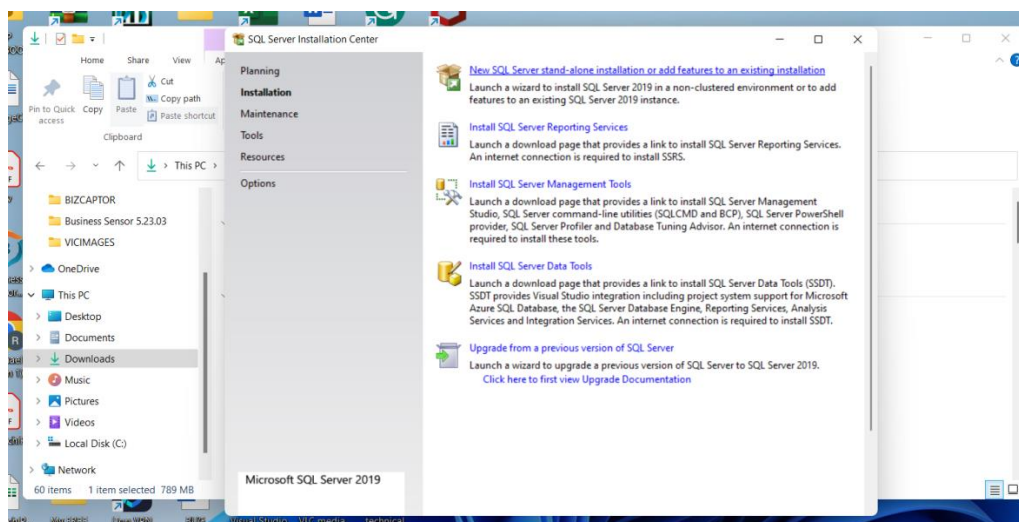 SQL Server Installation Center
Home Share View
Pin to Quick access
Copy
Paste
Cut
Copy path
Paste shortcut
Clipboard
This PC
BIZCAPTOR
Business Sensor 5.23.03
VICIMAGES
OneDrive
This PC
Desktop
Documents
Downloads
Music
Pictures
Videos
Local Disk (C:)
Network
60 items 1 item selected 789 MB
Planning
Installation
Maintenance
Tools
Resources
Options
Microsoft SQL Server 2019
New SQL Server stand-alone installation or add features to an existing installation
Launch a wizard to install SQL Server 2019 in a non-clustered environment or to add
features to an existing SQL Server 2019 instance.
Install SQL Server Reporting Services
Launch a download page that provides a link to install SQL Server Reporting Services.
An internet connection is required to install SSRS.
Install SQL Server Management Tools
Launch a download page that provides a link to install SQL Server Management
Studio, SQL Server command-line utilities (SQLCMD and BCP), SQL Server PowerShell
provider, SQL Server Profiler and Database Tuning Advisor. An internet connection is
required to install these tools.
Install SQL Server Data Tools
Launch a download page that provides a link to install SQL Server Data Tools (SSDT).
SSDT provides Visual Studio integration including project system support for Microsoft
Azure SQL Database, the SQL Server Database Engine, Reporting Services, Analysis
Services and Integration Services. An internet connection is required to install SSDT.
Upgrade from a previous version of SQL Server
Launch a wizard to upgrade a previous version of SQL Server to SQL Server 2019.
Click here to first view Upgrade Documentation
Visual Studio VLC media technical